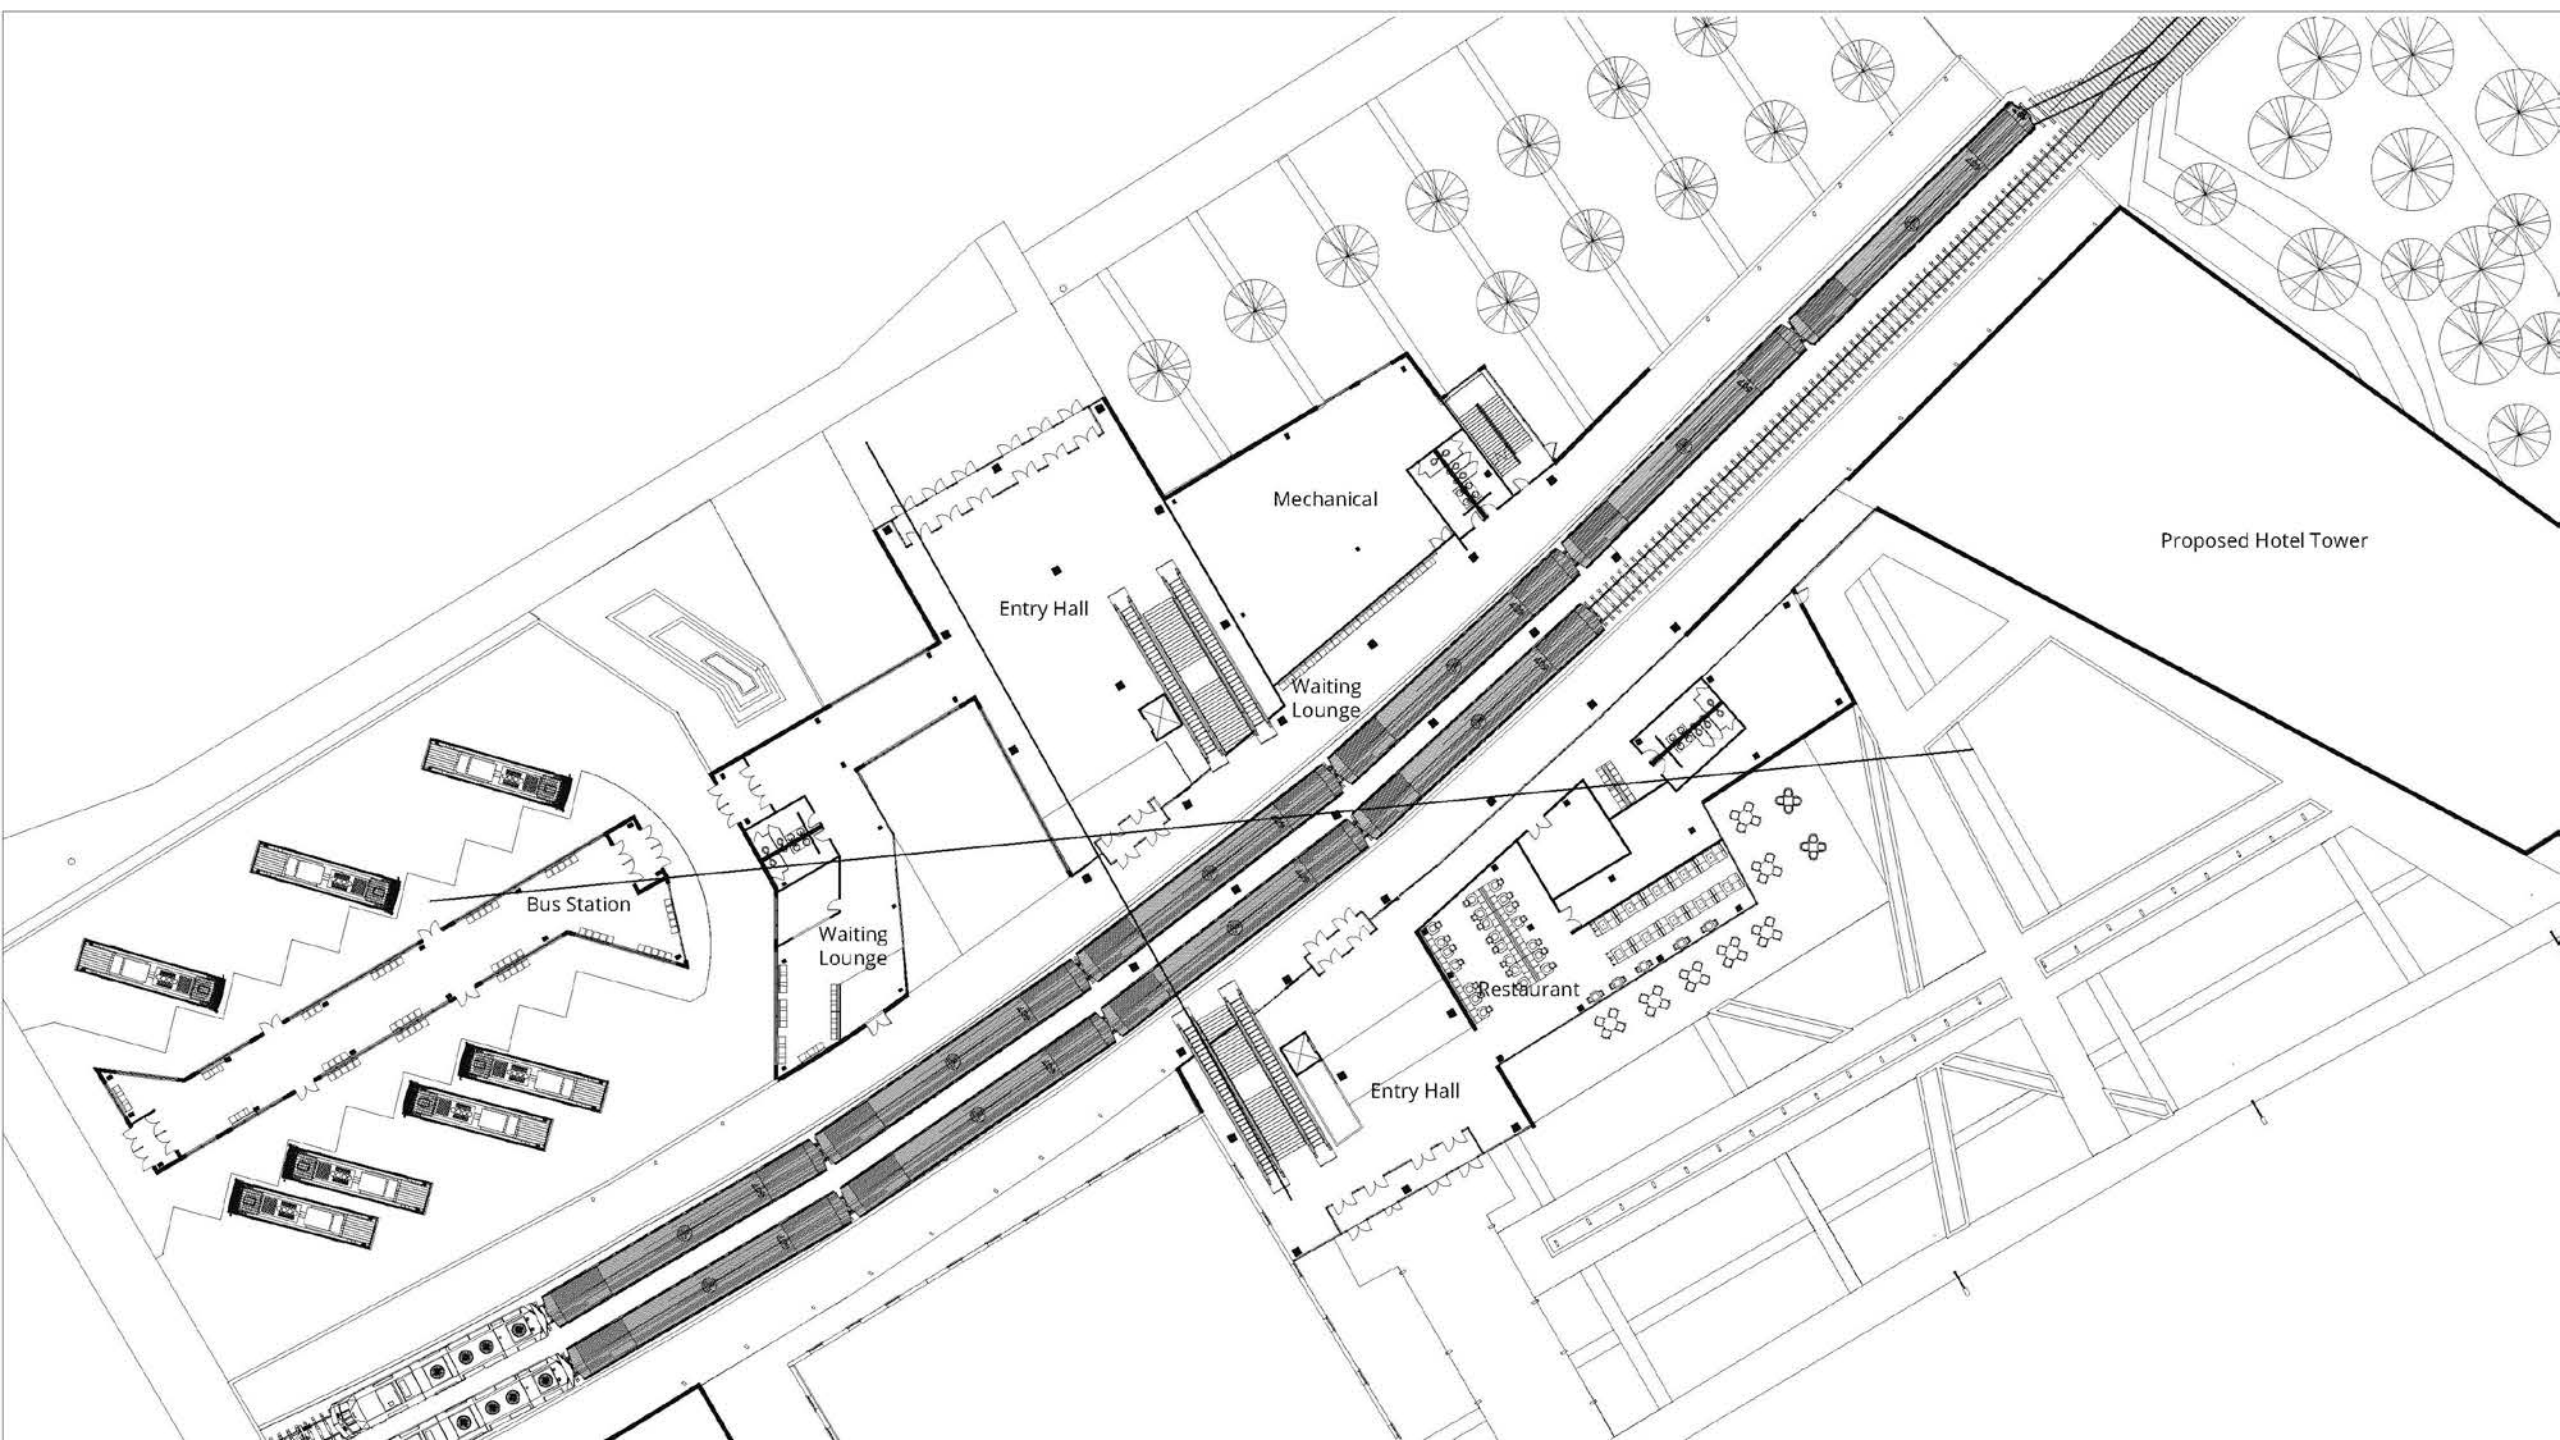 Mechanical
Proposed Hotel Tower
Entry Hall
Waiting
Lounge
Bus Station
Waiting
Lounge
Restaurant
Entry Hall